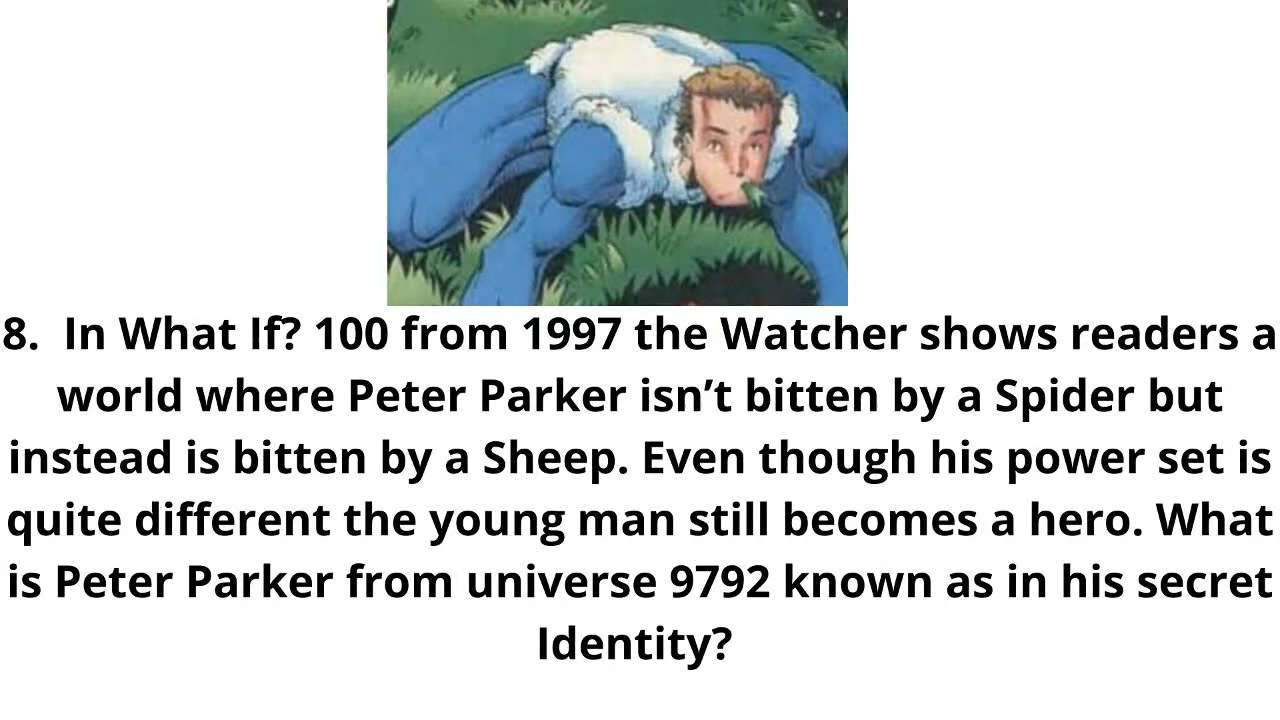 8.  In What If? 100 from 1997 the Watcher shows readers a
world where Peter Parker isn’t bitten by a Spider but
instead is bitten by a Sheep. Even though his power set is
quite different the young man still becomes a hero. What
is Peter Parker from universe 9792 known as in his secret
Identity?